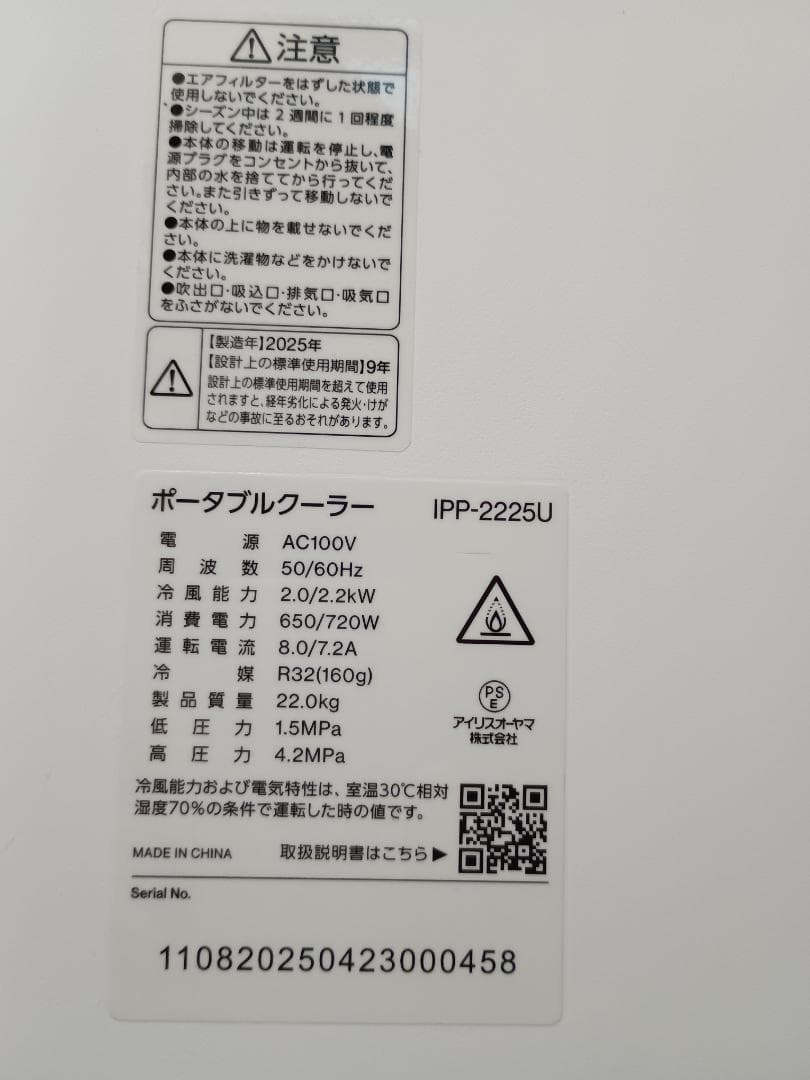 注意
●エアフィルターをはずした状態で
使用しないでください。
●シーズン中は2週間に1回程度
掃除してください。
●本体の移動は運転を停止し、電
源プラグをコンセントから抜いて、
内部の水を捨ててから行ってくだ
さい。また引きずって移動しないで
ください。
●本体の上に物を載せないでくだ
さい。
●本体に洗濯物などをかけないで
ください。
●吹出口・吸込口・排気口・吸気口
をふさがないでください。
【製造年】2025年
【設計上の標準使用期間】9年
設計上の標準使用期間を超えて使用
されますと、経年劣化による発火・けが
などの事故に至るおそれがあります。
ポータブルクーラー IPP-2225U
電源 AC100V
周波数 50/60Hz
冷風能力 2.0/2.2kW
消費電力 650/720W
運転電流 8.0/7.2A
冷媒 R32(160g)
製品質量 22.0kg
低圧力 1.5MPa
高圧力 4.2MPa
PS
E
アイリスオーヤマ
株式会社
冷風能力および電気特性は、室温30℃相対
湿度70%の条件で運転した時の値です。
MADE IN CHINA 取扱説明書はこちら▶
Serial No.
110820250423000458